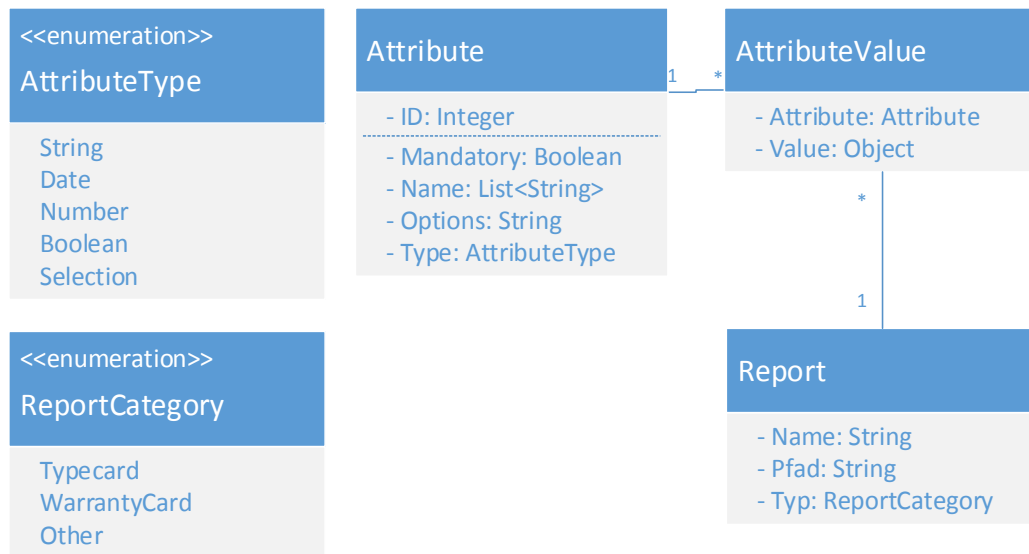 <<enumeration>>
AttributeType
String
Date
Number
Boolean
Selection
Attribute
- ID: Integer
- Mandatory: Boolean
- Name: List<String>
- Options: String
- Type: AttributeType
1
*
AttributeValue
- Attribute: Attribute
- Value: Object
*
1
<<enumeration>>
ReportCategory
Typecard
WarrantyCard
Other
Report
- Name: String
- Pfad: String
- Typ: ReportCategory